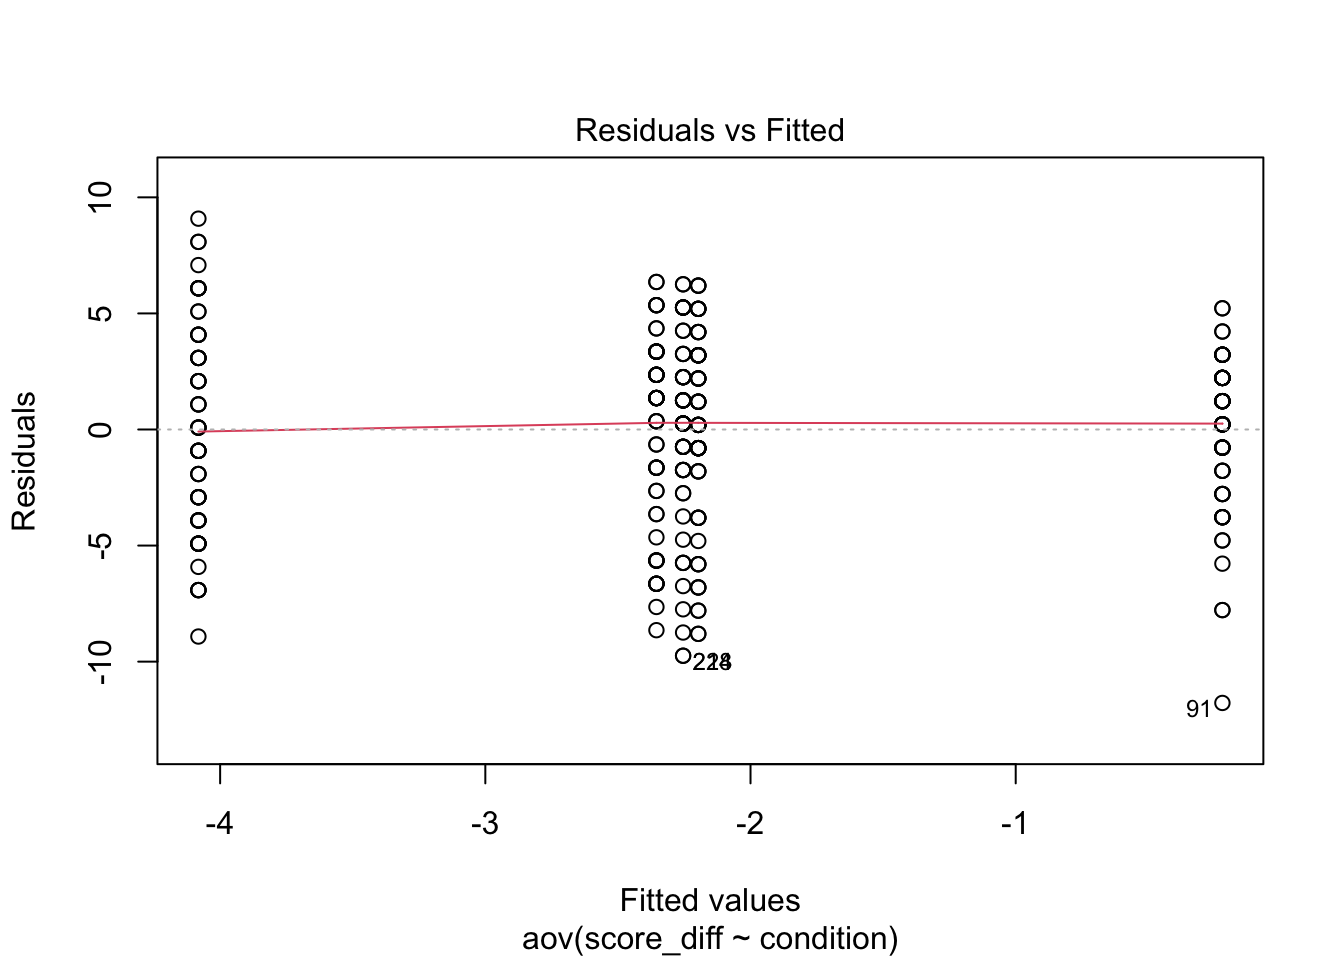 Residuals vs Fitted
10
5
0
-5
-10
Residuals
91
-4 -3 -2 -1
Fitted values
aov(score_diff ~ condition)